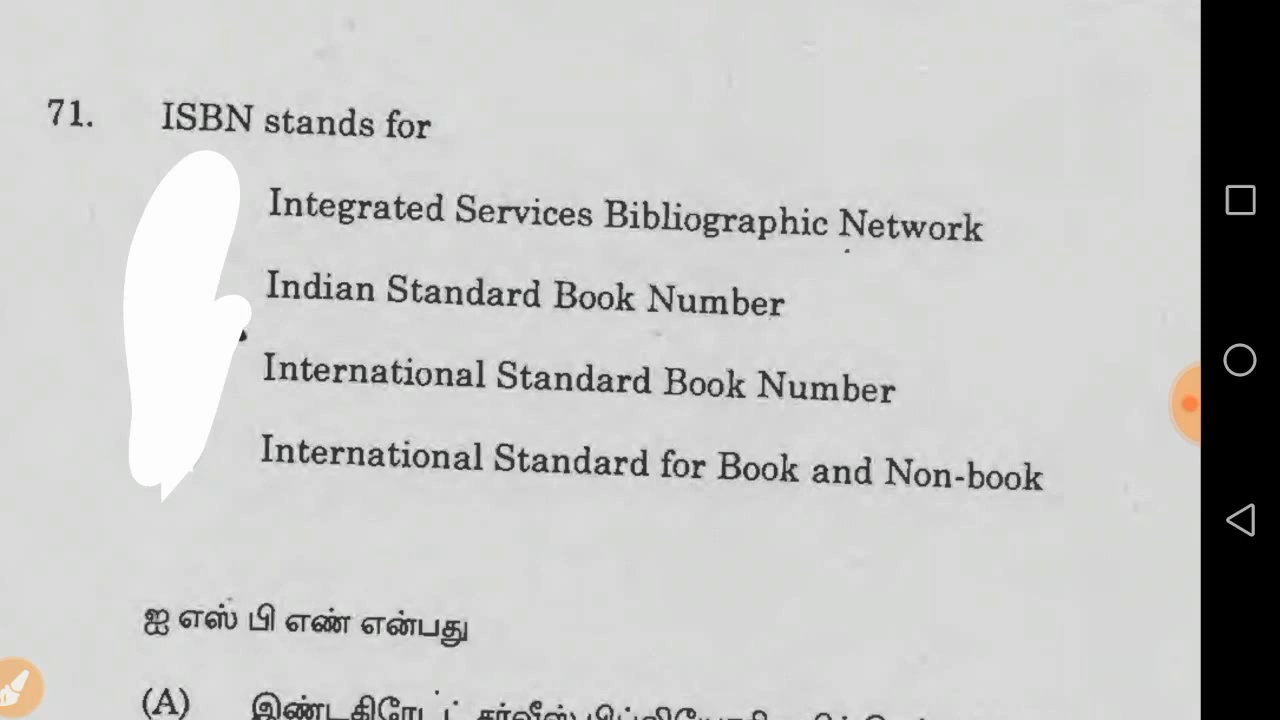 71. ISBN stands for
Integrated Services Bibliographic Network
Indian Standard Book Number
International Standard Book Number
International Standard for Book and Non-book
ஐ எஸ் பி எண் என்பது
(A)